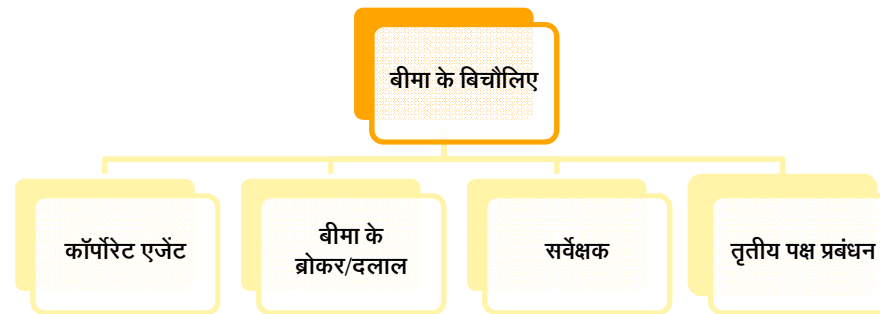 बीमा के बिचौलिए
कॉर्पोरेट एजेंट
बीमा के
ब्रोकर/दलाल
सर्वेक्षक
तृतीय पक्ष प्रबंधन